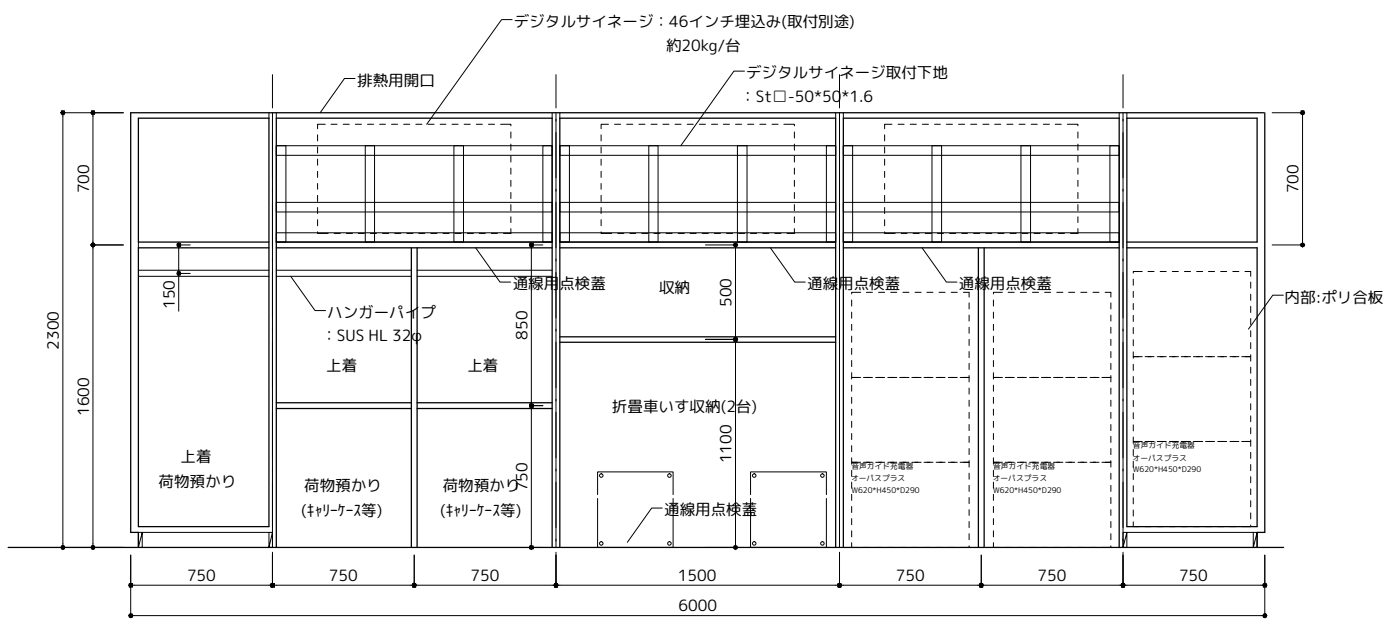 デジタルサイネージ：46インチ埋込み(取付別途)
約20kg/台
排熱用開口
デジタルサイネージ取付下地
：St□-50*50*1.6
700
700
通線用点検蓋
収納
500
通線用点検蓋
通線用点検蓋
内部:ポリ合板
150
ハンガーパイプ
：SUS HL 32φ
850
2300
上着
上着
1600
折畳車いす収納(2台)
1100
上着
荷物預かり
荷物預かり
(ｷｬﾘｰｹｰｽ等)
荷物預かり
(ｷｬﾘｰｹｰｽ等)
750
通線用点検蓋
音声ガイド充電器
オーパスプラス
W620*H450*D290
音声ガイド充電器
オーパスプラス
W620*H450*D290
音声ガイド充電器
オーパスプラス
W620*H450*D290
750
750
750
1500
750
750
750
6000